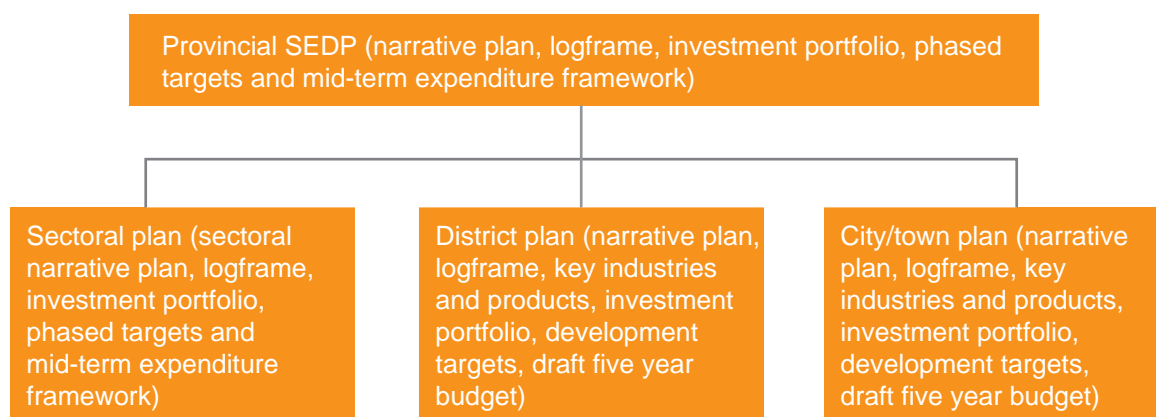 Provincial SEDP (narrative plan, logframe, investment portfolio, phased
targets and mid-term expenditure framework)
Sectoral plan (sectoral
narrative plan, logframe,
investment portfolio,
phased targets and
mid-term expenditure
framework)
District plan (narrative plan,
logframe, key industries
and products, investment
portfolio, development
targets, draft five year
budget)
City/town plan (narrative
plan, logframe, key
industries and products,
investment portfolio,
development targets,
draft five year budget)